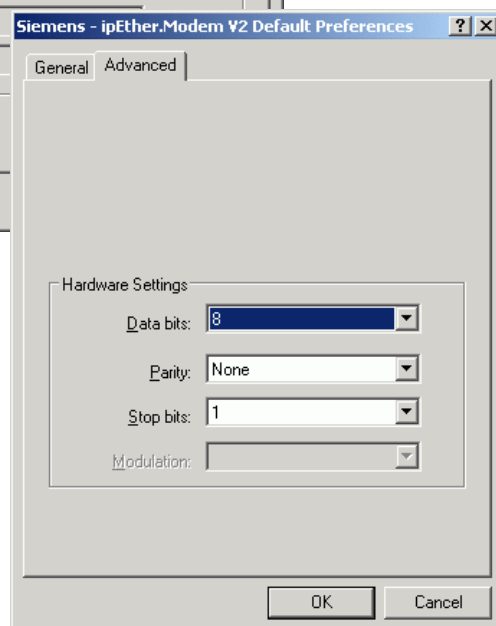 Siemens - ipEther.Modem V2 Default Preferences
General Advanced
Hardware Settings
Data bits: 8
Parity: None
Stop bits: 1
Modulation:
OK Cancel